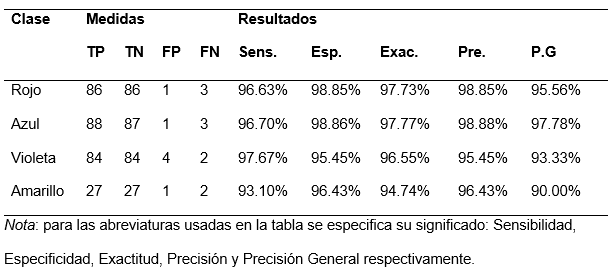 Clase Medidas Resultados
TP TN FP FN Sens. Esp. Exac. Pre. P.G
Rojo 86 86 1 3 96.63% 98.85% 97.73% 98.85% 95.56%
Azul 88 87 1 3 96.70% 98.86% 97.77% 98.88% 97.78%
Violeta 84 84 4 2 97.67% 95.45% 96.55% 95.45% 93.33%
Amarillo 27 27 1 2 93.10% 96.43% 94.74% 96.43% 90.00%
Nota: para las abreviaturas usadas en la tabla se especifica su significado: Sensibilidad,
Especificidad, Exactitud, Precisión y Precisión General respectivamente.